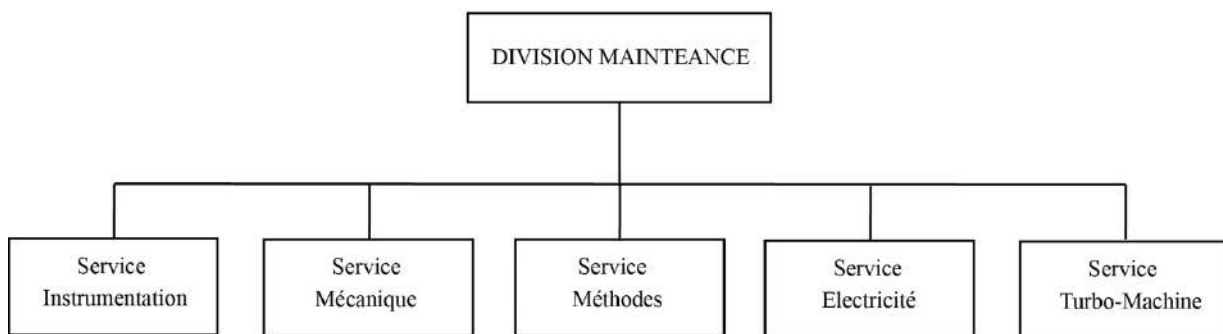 DIVISION MAINTEANCE
Service
Instrumentation
Service
Mécanique
Service
Méthodes
Service
Electricité
Service
Turbo-Machine